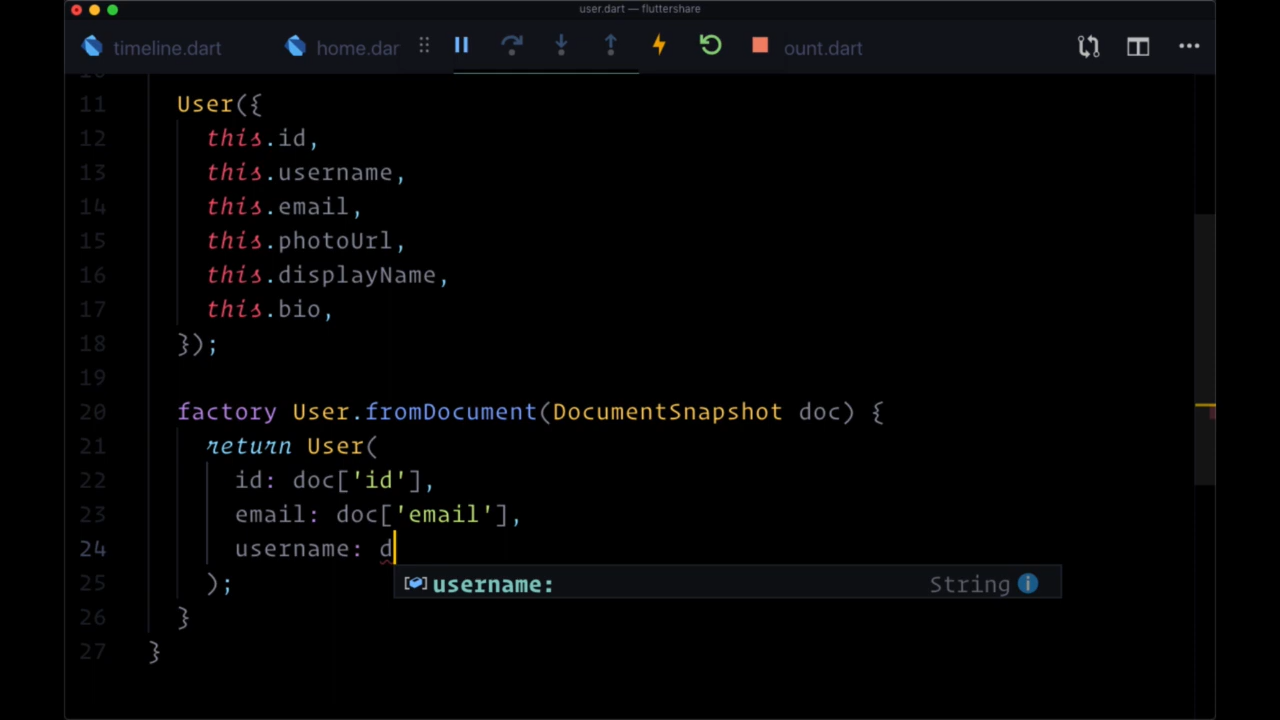 user.dart — fluttershare
timeline.dart home.dar ount.dart
11 User({
12 this.id,
13 this.username,
14 this.email,
15 this.photoUrl,
16 this.displayName,
17 this.bio,
18 });
19
20 factory User.fromDocument(DocumentSnapshot doc) {
21 return User(
22 id: doc['id'],
23 email: doc['email'],
24 username: d
username: String
25 );
26 }
27 }